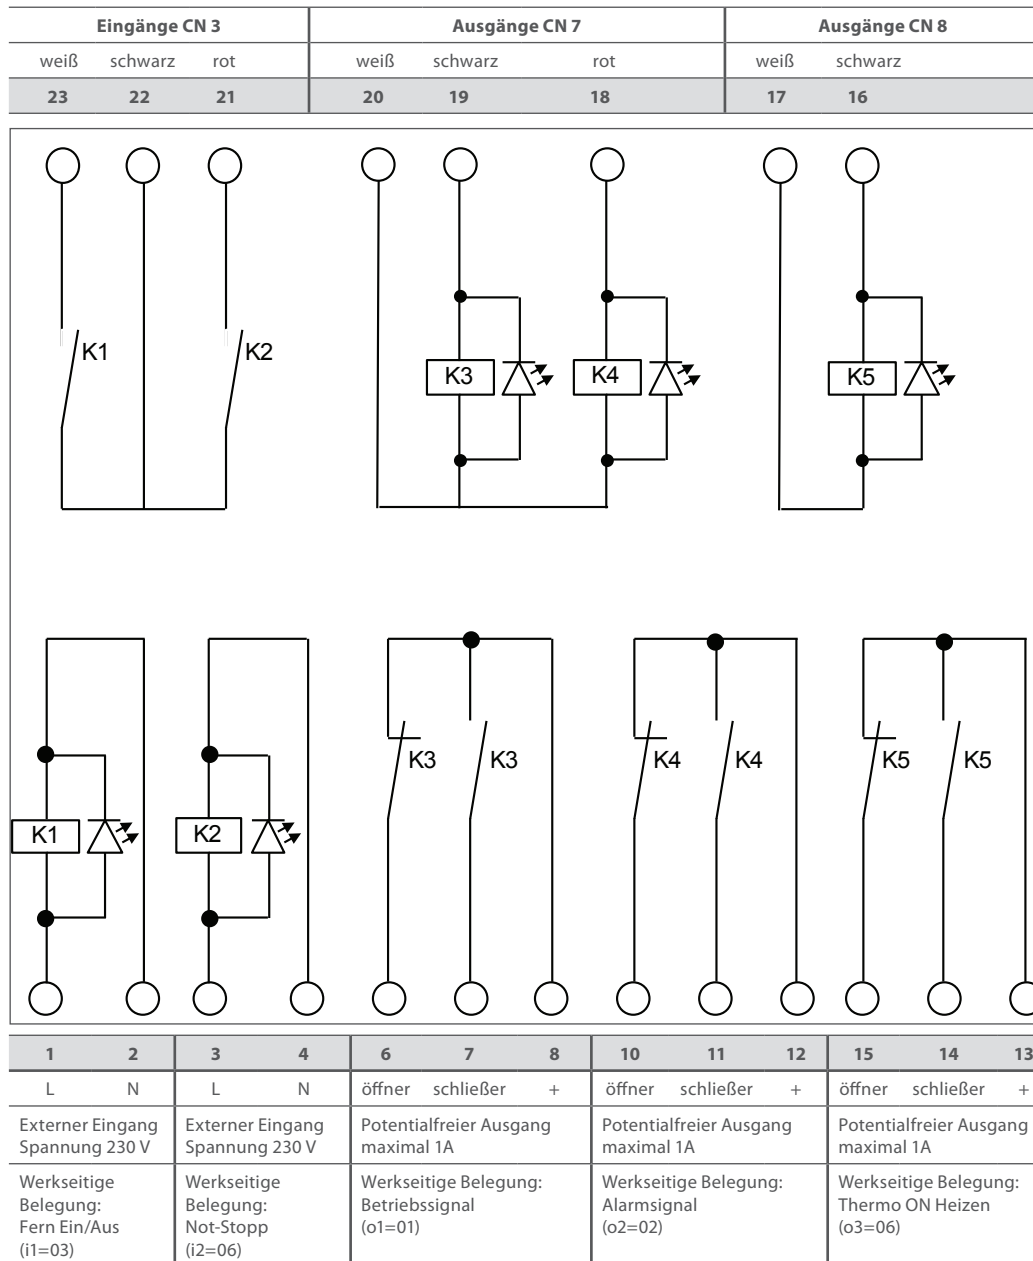 Eingänge CN 3 Ausgänge CN 7 Ausgänge CN 8
weiß schwarz rot weiß schwarz rot weiß schwarz
23 22 21 20 19 18 17 16
K1 K2
K3 K4 K5
K3 K3 K4 K4 K5 K5
K1 K2
1 2 3 4 6 7 8 10 11 12 15 14 13
L N L N öffner schließer + öffner schließer + öffner schließer +
Externer Eingang Externer Eingang Potentialfreier Ausgang Potentialfreier Ausgang Potentialfreier Ausgang
Spannung 230 V Spannung 230 V maximal 1A maximal 1A maximal 1A
Werkseitige Werkseitige Werkseitige Belegung: Werkseitige Belegung: Werkseitige Belegung:
Belegung: Belegung: Betriebssignal Alarmsignal Thermo ON Heizen
Fern Ein/Aus Not-Stopp (o1=01) (o2=02) (o3=06)
(i1=03) (i2=06)